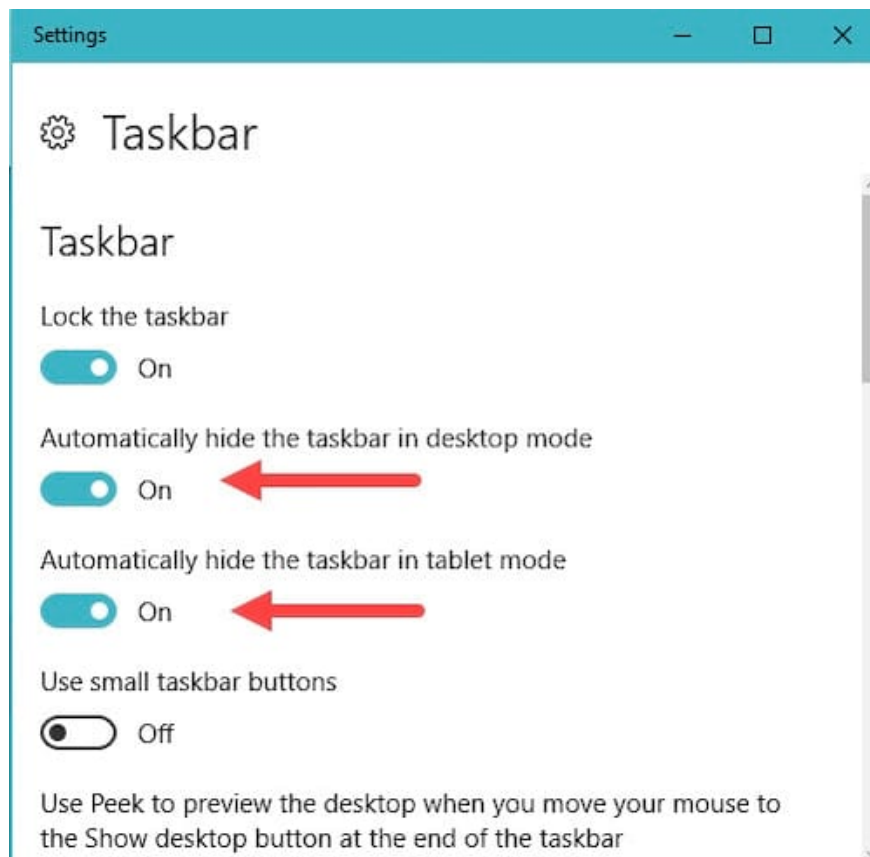 Settings
Taskbar
Taskbar
Lock the taskbar
On
Automatically hide the taskbar in desktop mode
On
Automatically hide the taskbar in tablet mode
On
Use small taskbar buttons
Off
Use Peek to preview the desktop when you move your mouse to
the Show desktop button at the end of the taskbar